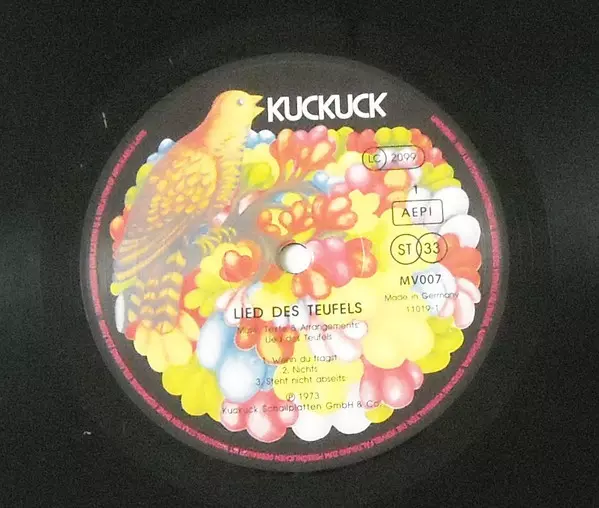 KUCKUCK
LC 2099
1
AEPI
ST 33
MV007
Made in Germany
11019-1
LIED DES TEUFELS
Musik, Texte & Arrangements:
Lied des Teufels
1. Wenn du fragst
2. Nichts
3. Steht nicht abseits
℗ 1973
Kuckuck Schallplatten GmbH & Co.